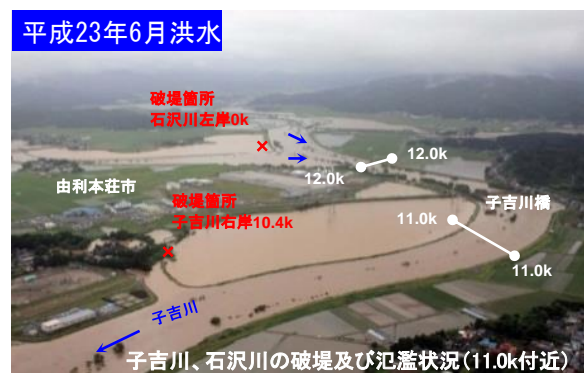 平成23年6月洪水
破堤箇所
石沢川左岸0k
12.0k
12.0k
由利本荘市
破堤箇所
子吉川右岸10.4k
子吉川橋
11.0k
11.0k
子吉川
子吉川、石沢川の破堤及び氾濫状況(11.0k付近)